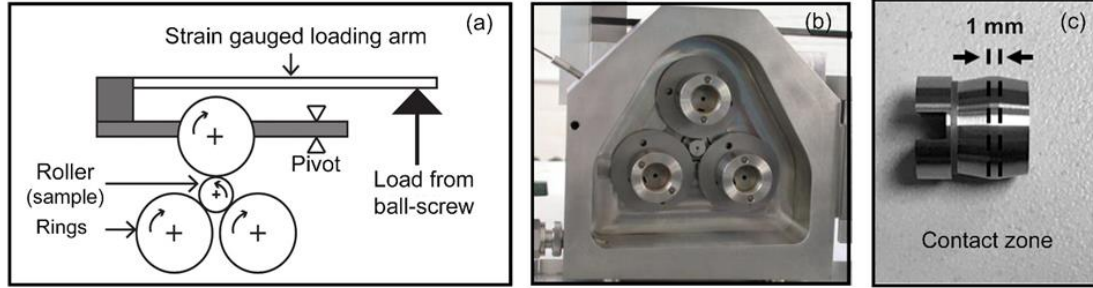 (a)
Strain gauged loading arm
Pivot
Roller
(sample)
Rings
Load from
ball-screw
(b)
(c)
1 mm
Contact zone